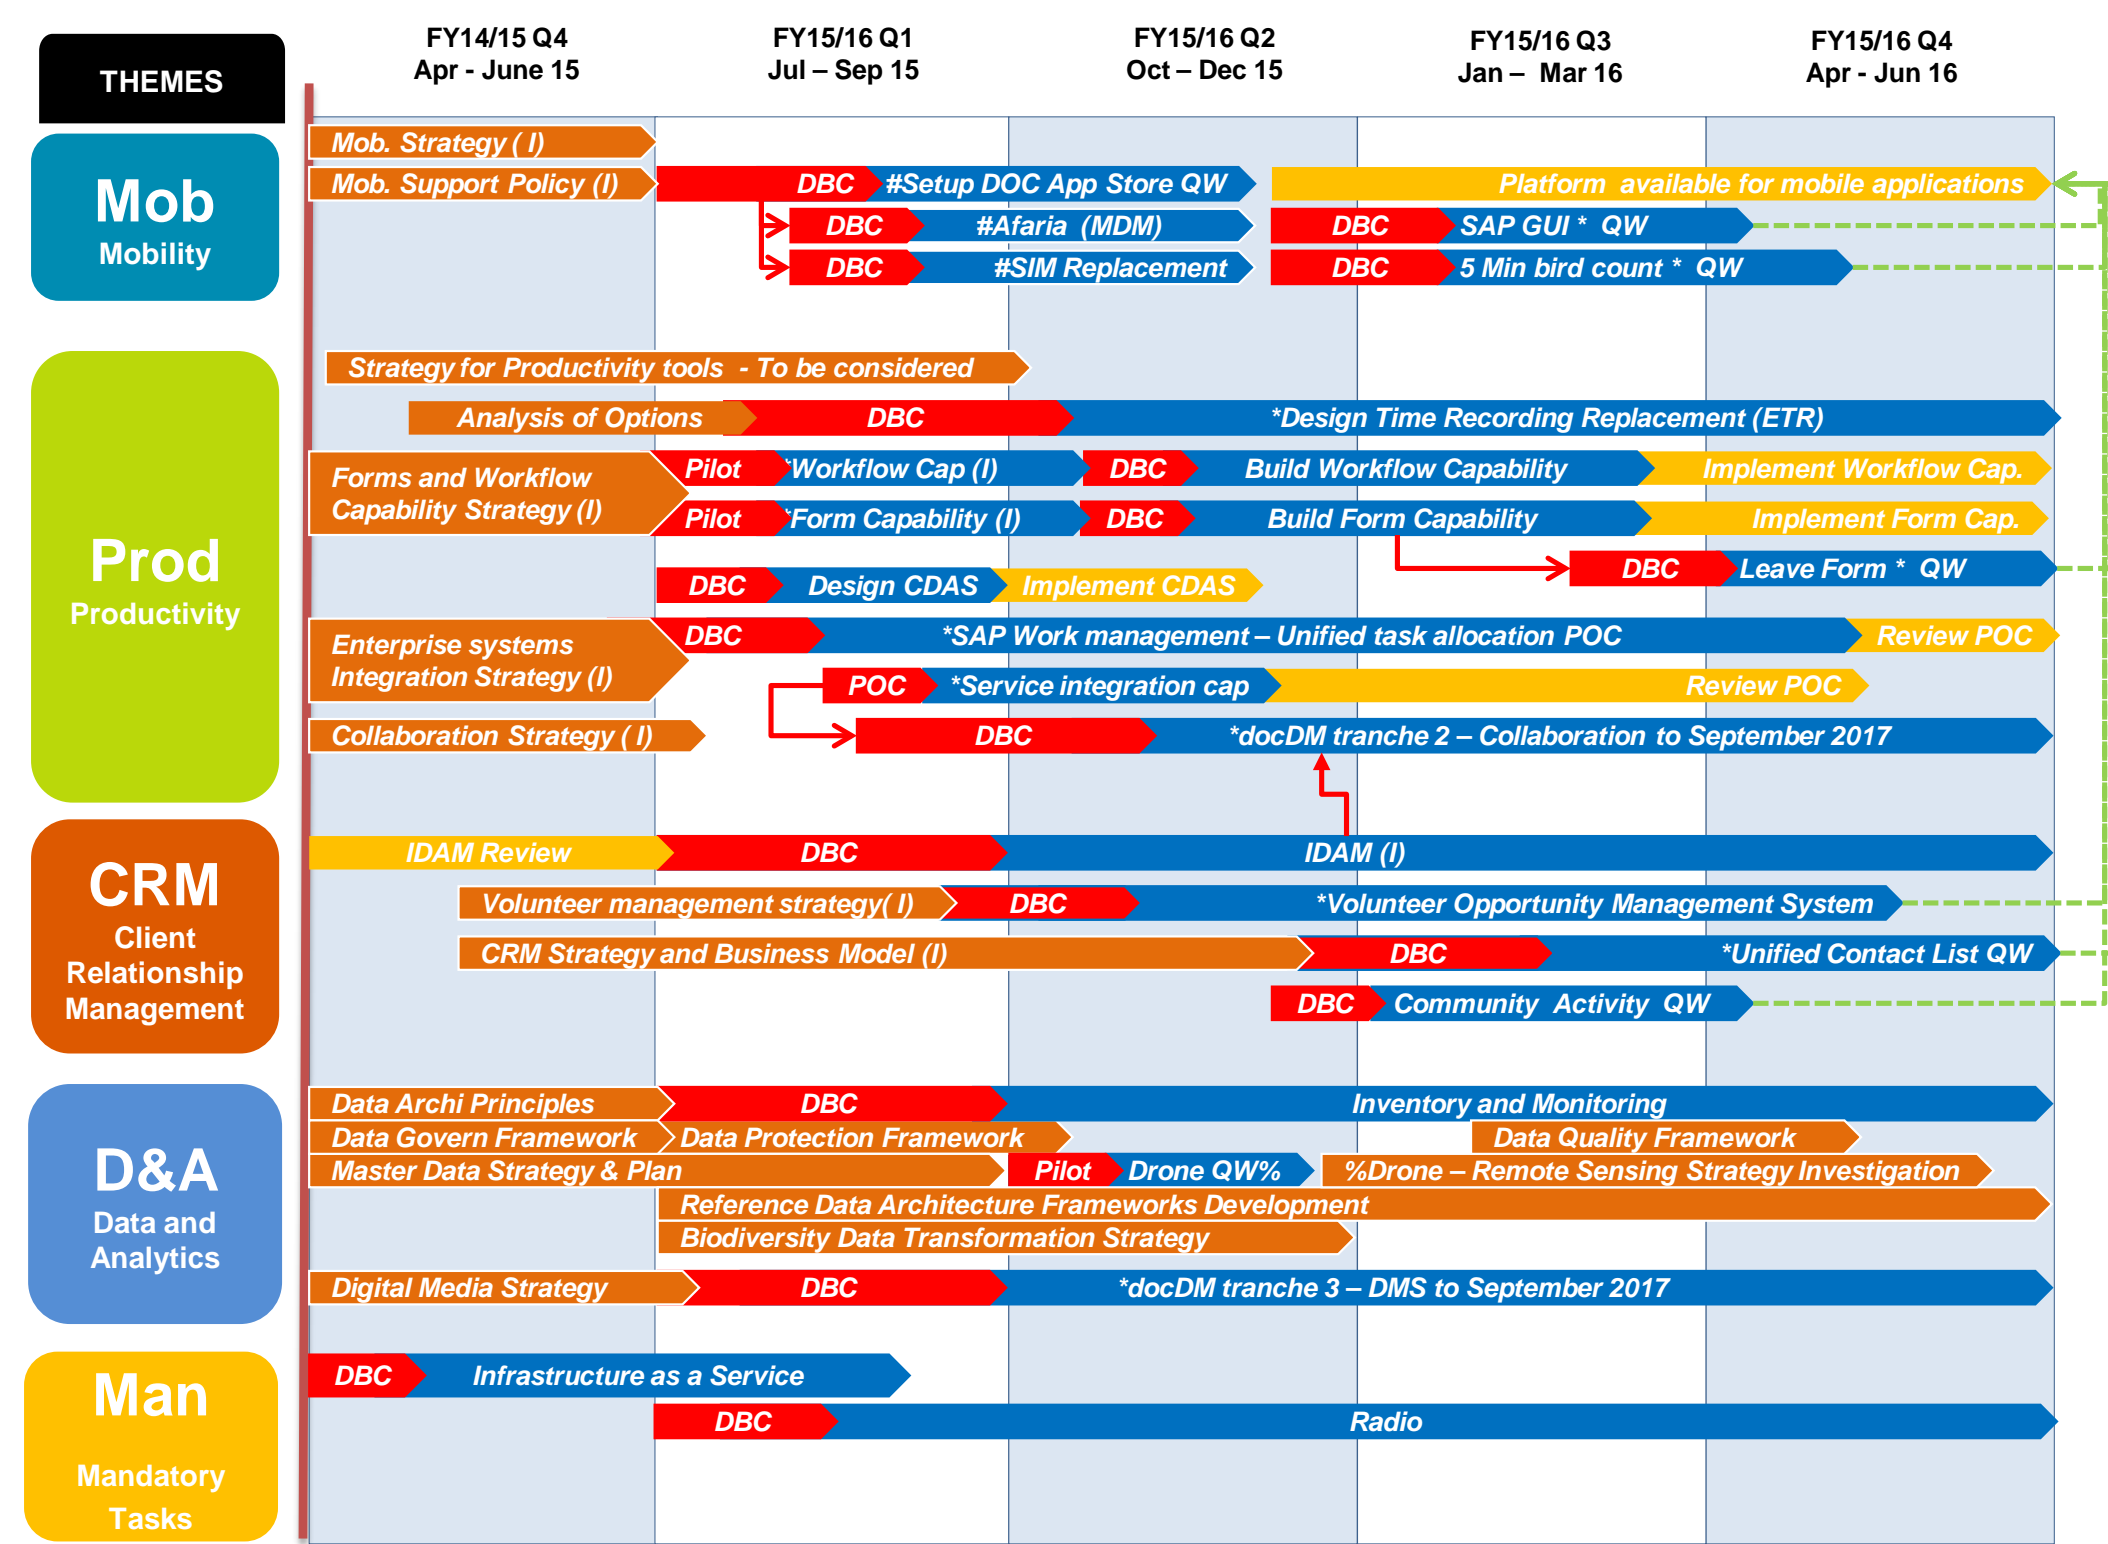 THEMES
FY14/15 Q4
Apr - June 15
FY15/16 Q1
Jul – Sep 15
FY15/16 Q2
Oct – Dec 15
FY15/16 Q3
Jan – Mar 16
FY15/16 Q4
Apr - Jun 16
Mob
Mobility
Mob. Strategy ( I)
Mob. Support Policy (I)
DBC
#Setup DOC App Store QW
Platform available for mobile applications
DBC
#Afaria (MDM)
DBC
SAP GUI * QW
DBC
#SIM Replacement
DBC
5 Min bird count * QW
Prod
Productivity
Strategy for Productivity tools - To be considered
Analysis of Options
DBC
*Design Time Recording Replacement (ETR)
Forms and Workflow
Capability Strategy (I)
Pilot
*Workflow Cap (I)
DBC
Build Workflow Capability
Implement Workflow Cap.
Pilot
*Form Capability (I)
DBC
Build Form Capability
Implement Form Cap.
DBC
Leave Form * QW
DBC
Design CDAS
Implement CDAS
Enterprise systems
Integration Strategy (I)
DBC
*SAP Work management – Unified task allocation POC
Review POC
POC
*Service integration cap
Review POC
Collaboration Strategy ( I)
DBC
*docDM tranche 2 – Collaboration to September 2017
CRM
Client
Relationship
Management
IDAM Review
DBC
IDAM (I)
Volunteer management strategy( I)
DBC
*Volunteer Opportunity Management System
CRM Strategy and Business Model (I)
DBC
*Unified Contact List QW
DBC
Community Activity QW
D&A
Data and
Analytics
Data Archi Principles
DBC
Inventory and Monitoring
Data Govern Framework
Data Protection Framework
Data Quality Framework
Master Data Strategy & Plan
Pilot
Drone QW%
%Drone – Remote Sensing Strategy Investigation
Reference Data Architecture Frameworks Development
Biodiversity Data Transformation Strategy
Digital Media Strategy
DBC
*docDM tranche 3 – DMS to September 2017
Man
Mandatory
Tasks
DBC
Infrastructure as a Service
DBC
Radio